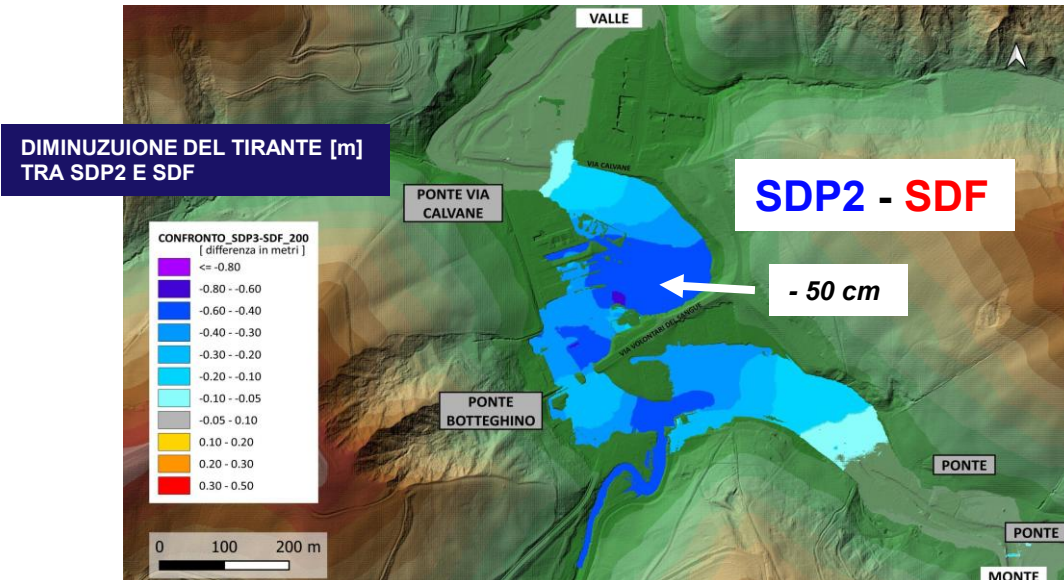 VALLE
DIMINUZUIONE DEL TIRANTE [m]
TRA SDP2 E SDF
VIA CALVANE
PONTE VIA
CALVANE
SDP2 - SDF
CONFRONTO_SDP3-SDF_200
[ differenza in metri ]
<= -0.80
-0.80 - -0.60
-0.60 - -0.40
-0.40 - -0.30
-0.30 - -0.20
-0.20 - -0.10
-0.10 - -0.05
-0.05 - 0.10
0.10 - 0.20
0.20 - 0.30
0.30 - 0.50
- 50 cm
VIA VOLONTARI DEL SANGUE
PONTE
BOTTEGHINO
PONTE
PONTE
MONTE
0 100 200 m